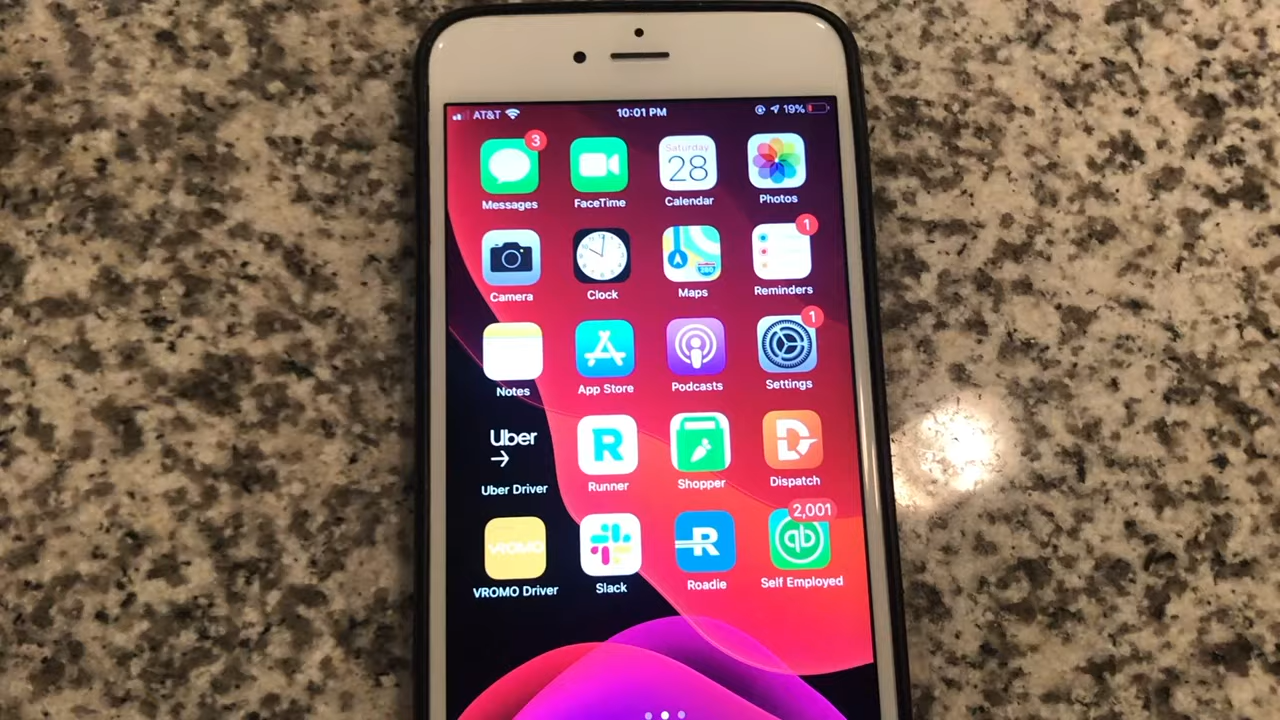 AT&T 10:01 PM 19%
3
Messages FaceTime Saturday 28 Calendar Photos
1
Camera Clock Maps 280 Reminders
1
Notes App Store Podcasts Settings
Uber
R
D
Uber Driver Runner Shopper Dispatch
2,001
VROMO
R
qb
VROMO Driver Slack Roadie Self Employed